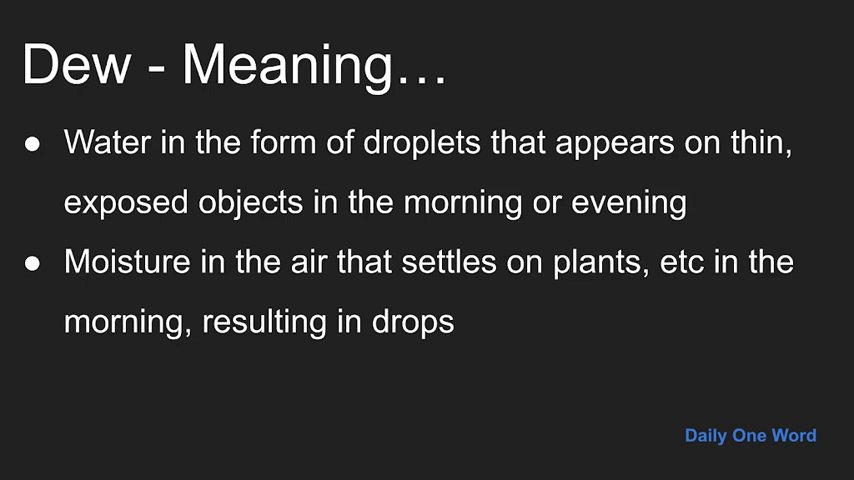 Dew - Meaning…
● Water in the form of droplets that appears on thin,
exposed objects in the morning or evening
● Moisture in the air that settles on plants, etc in the
morning, resulting in drops
Daily One Word